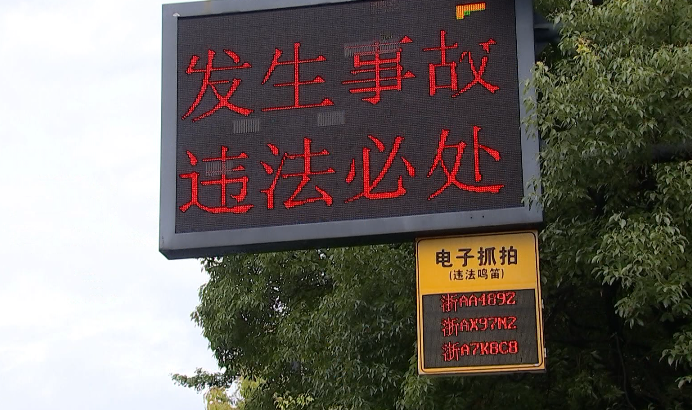 发生事故
违法必处
电子抓拍
(违法鸣笛)
浙AA4892
浙AX97N2
浙A7KBC8